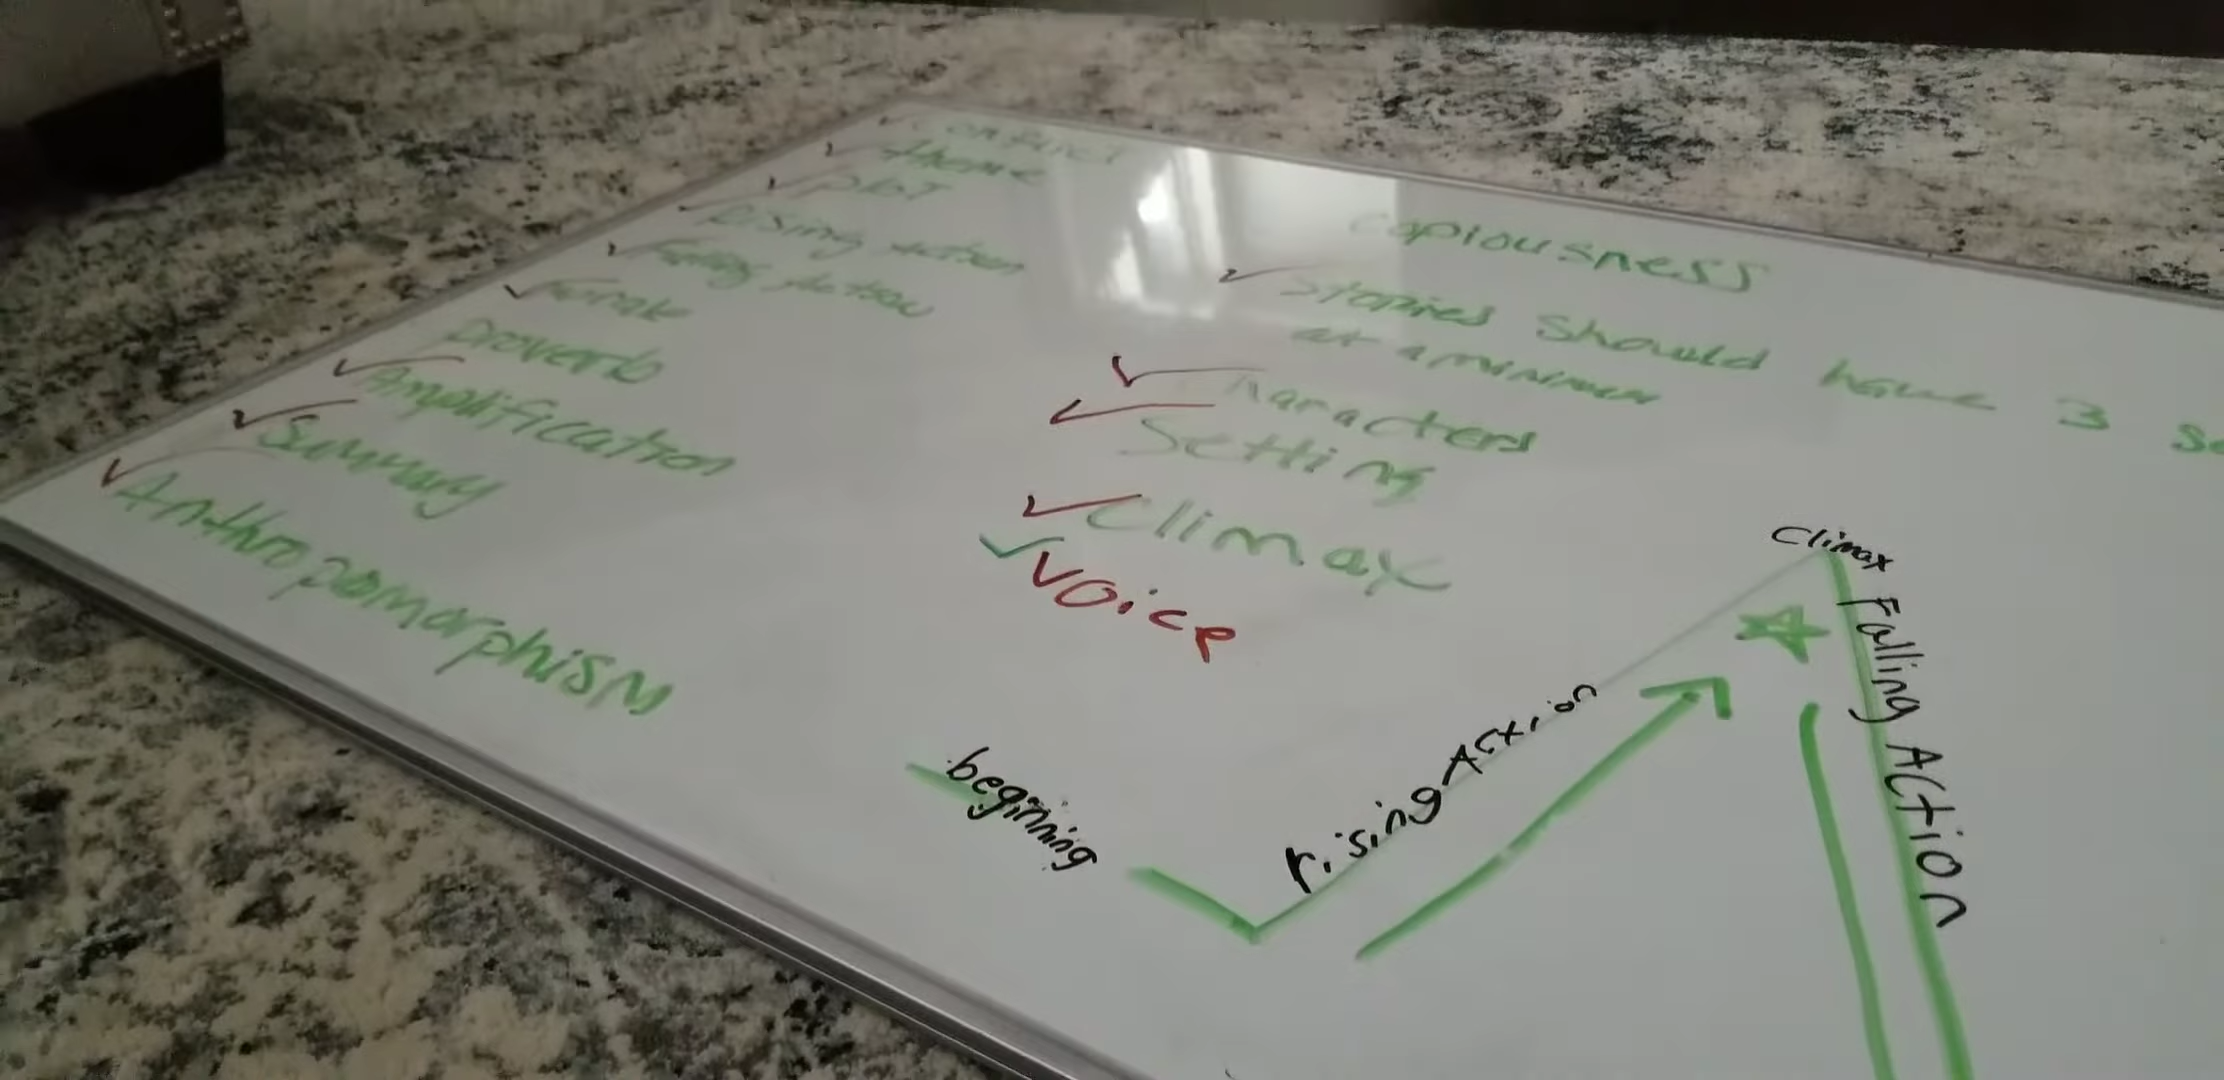 conflict
theme
plot
Rising Action
Falling Action
proverb
Amplification
Summary
Anthropomorphism
Copiousness
Stories should have 3
at a minimum
Characters
Setting
Climax
Voice
beginning
rising Action
Climax
Falling Action